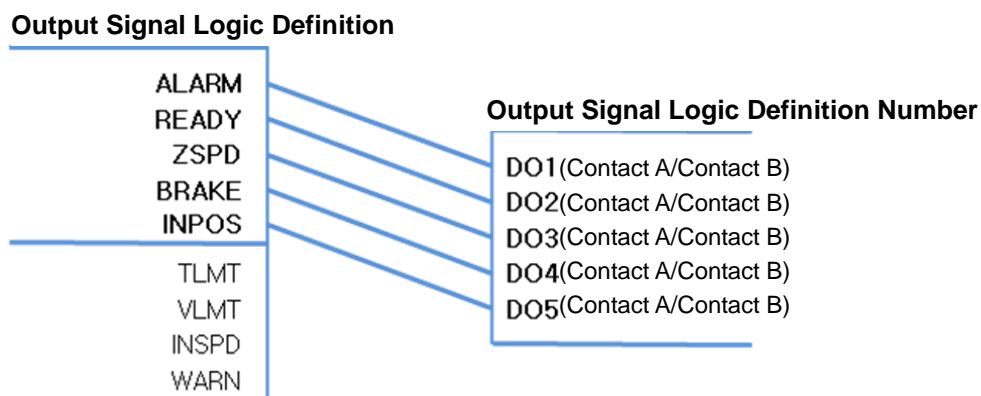 Output Signal Logic Definition
ALARM
READY
ZSPD
BRAKE
INPOS
TLMT
VLMT
INSPD
WARN
Output Signal Logic Definition Number
DO1(Contact A/Contact B)
DO2(Contact A/Contact B)
DO3(Contact A/Contact B)
DO4(Contact A/Contact B)
DO5(Contact A/Contact B)